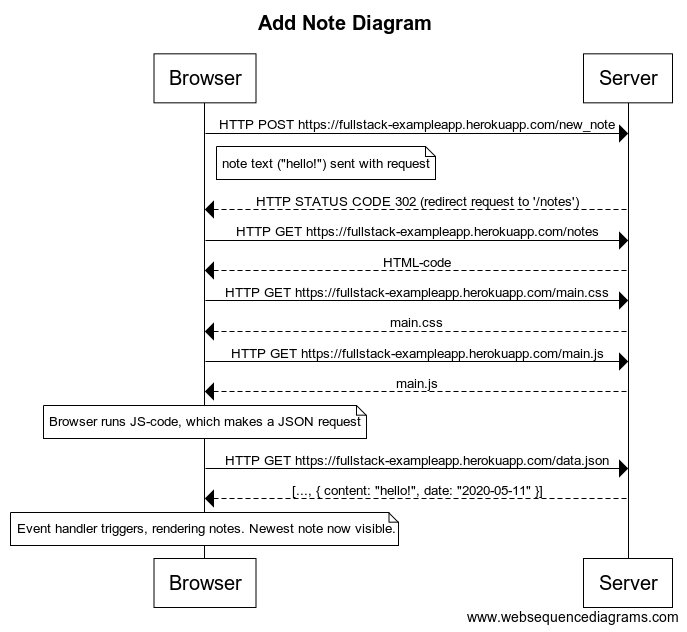 Add Note Diagram
Browser
Server
HTTP POST https://fullstack-exampleapp.herokuapp.com/new_note
note text ("hello!") sent with request
HTTP STATUS CODE 302 (redirect request to '/notes')
HTTP GET https://fullstack-exampleapp.herokuapp.com/notes
HTML-code
HTTP GET https://fullstack-exampleapp.herokuapp.com/main.css
main.css
HTTP GET https://fullstack-exampleapp.herokuapp.com/main.js
main.js
Browser runs JS-code, which makes a JSON request
HTTP GET https://fullstack-exampleapp.herokuapp.com/data.json
[..., { content: "hello!", date: "2020-05-11" }]
Event handler triggers, rendering notes. Newest note now visible.
Browser
Server
www.websequencediagrams.com